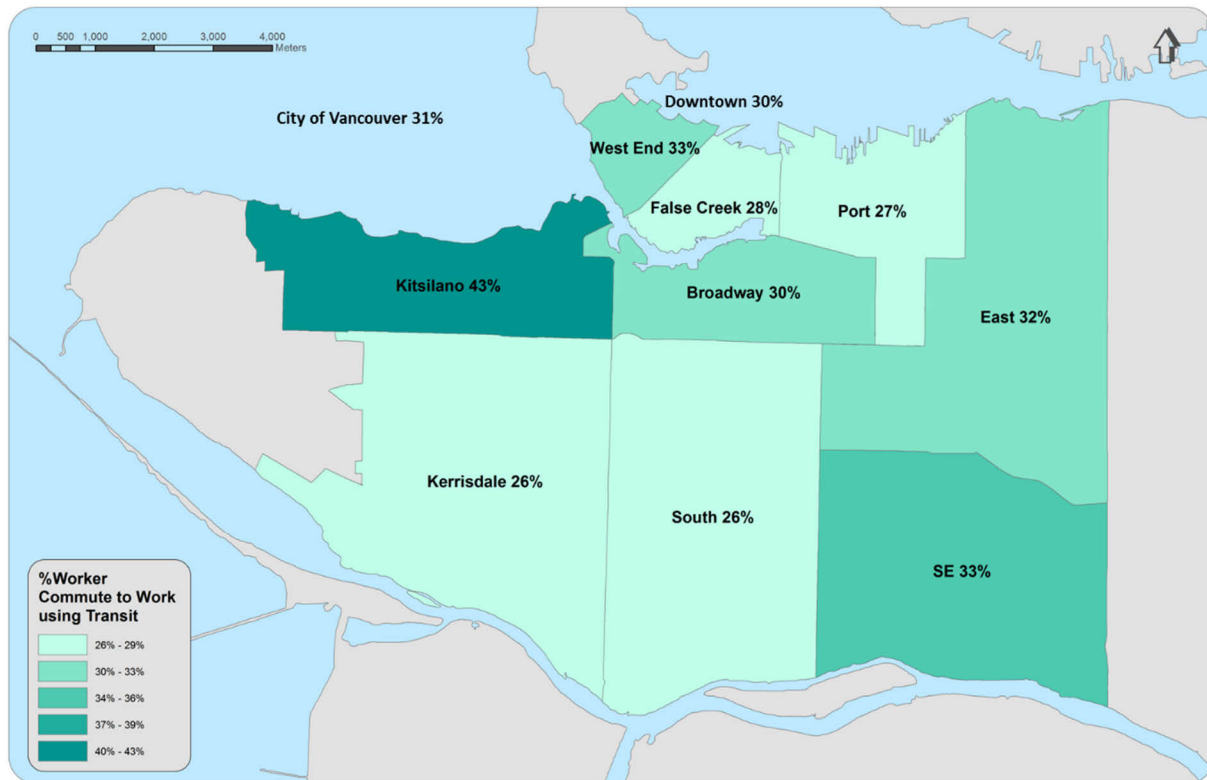 0 500 1,000 2,000 3,000 4,000
Meters
Downtown 30%
City of Vancouver 31%
West End 33%
False Creek 28%
Port 27%
Kitsilano 43%
Broadway 30%
East 32%
Kerrisdale 26%
South 26%
SE 33%
%Worker
Commute to Work
using Transit
26% - 29%
30% - 33%
34% - 36%
37% - 39%
40% - 43%